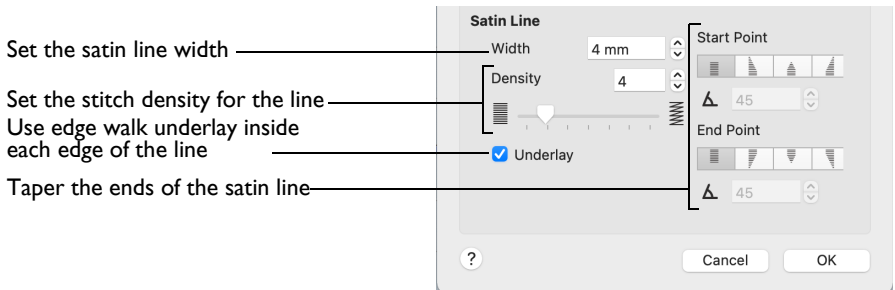 Satin Line
Set the satin line width
Width
4 mm
Density
4
Set the stitch density for the line
Use edge walk underlay inside
each edge of the line
Underlay
Taper the ends of the satin line
Start Point
45
End Point
45
?
Cancel
OK